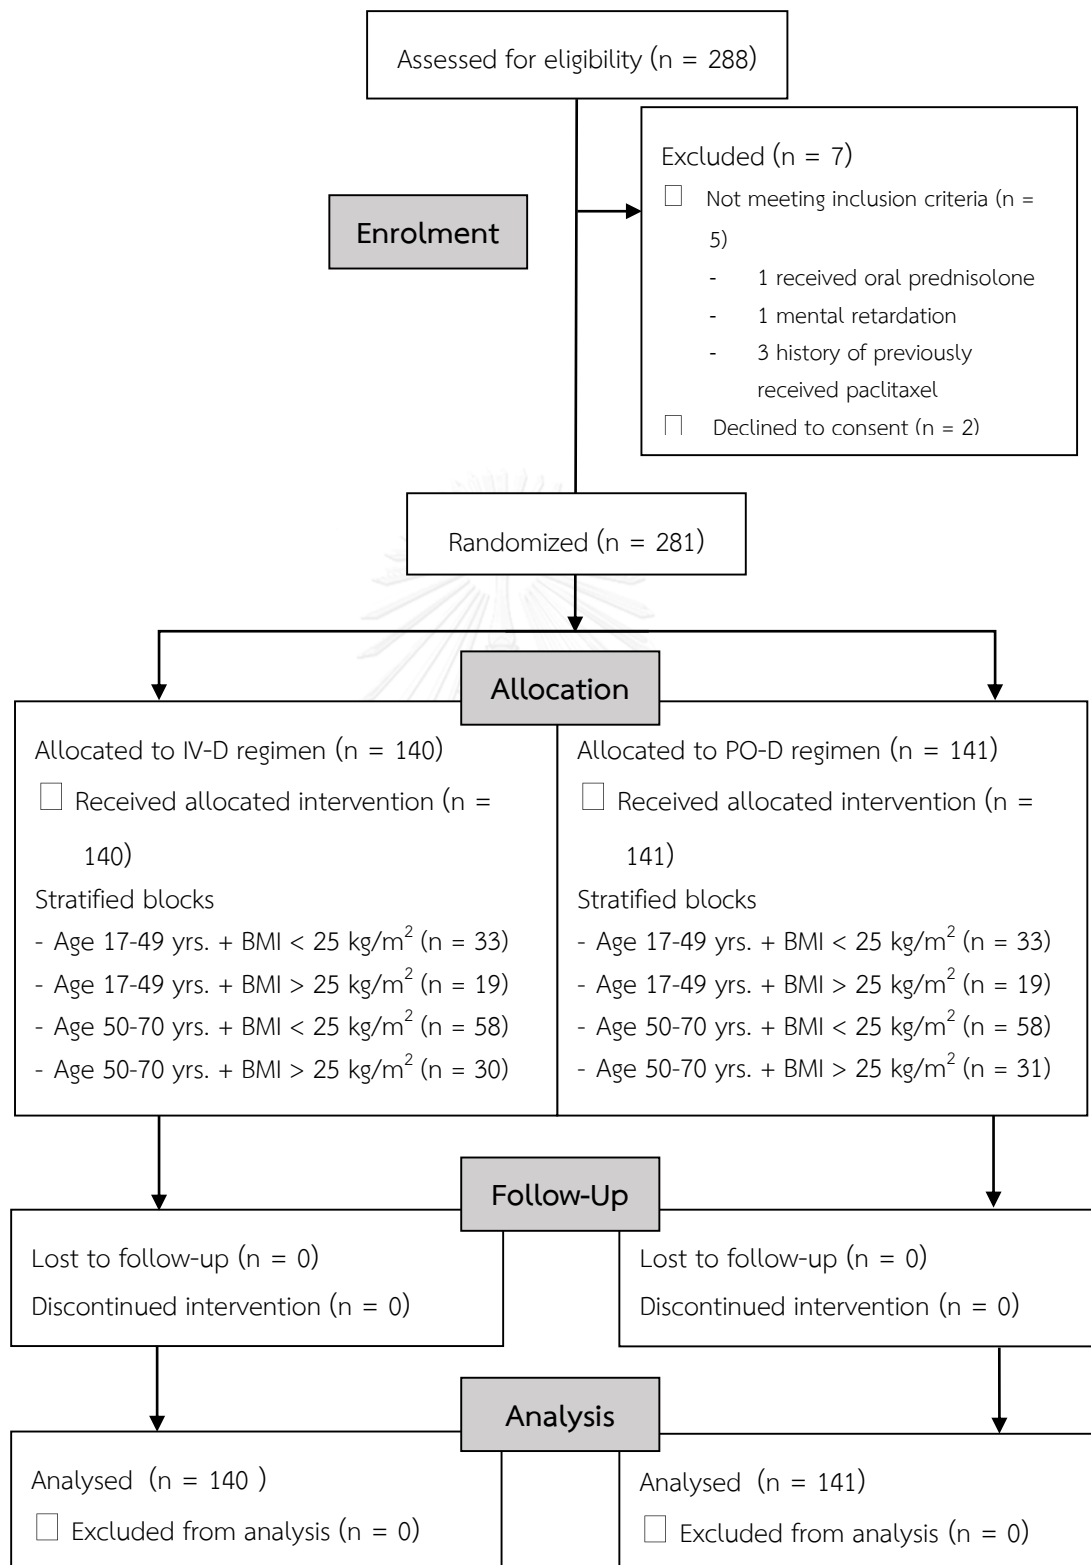 Assessed for eligibility (n = 288)
Excluded (n = 7)
Not meeting inclusion criteria (n =
5)
- 1 received oral prednisolone
- 1 mental retardation
- 3 history of previously
received paclitaxel
Declined to consent (n = 2)
Enrolment
Randomized (n = 281)
Allocation
Allocated to IV-D regimen (n = 140)
Received allocated intervention (n =
140)
Stratified blocks
- Age 17-49 yrs. + BMI < 25 kg/m² (n = 33)
- Age 17-49 yrs. + BMI > 25 kg/m² (n = 19)
- Age 50-70 yrs. + BMI < 25 kg/m² (n = 58)
- Age 50-70 yrs. + BMI > 25 kg/m² (n = 30)
Allocated to PO-D regimen (n = 141)
Received allocated intervention (n =
141)
Stratified blocks
- Age 17-49 yrs. + BMI < 25 kg/m² (n = 33)
- Age 17-49 yrs. + BMI > 25 kg/m² (n = 19)
- Age 50-70 yrs. + BMI < 25 kg/m² (n = 58)
- Age 50-70 yrs. + BMI > 25 kg/m² (n = 31)
Follow-Up
Lost to follow-up (n = 0)
Discontinued intervention (n = 0)
Lost to follow-up (n = 0)
Discontinued intervention (n = 0)
Analysis
Analysed (n = 140 )
Excluded from analysis (n = 0)
Analysed (n = 141)
Excluded from analysis (n = 0)